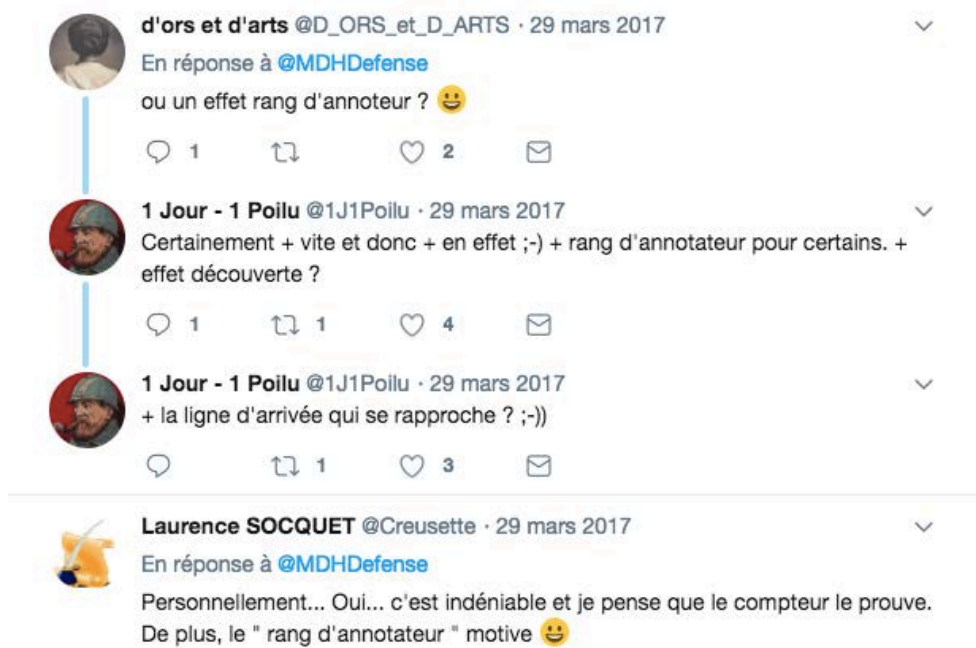 d'ors et d'arts @D_ORS_et_D_ARTS · 29 mars 2017
En réponse à @MDHDefense
ou un effet rang d'annoteur ? 😀
1 2
1 Jour - 1 Poilu @1J1Poilu · 29 mars 2017
Certainement + vite et donc + en effet ;-) + rang d'annotateur pour certains. +
effet découverte ?
1 1 4
1 Jour - 1 Poilu @1J1Poilu · 29 mars 2017
+ la ligne d'arrivée qui se rapproche ? ;-))
1 3
Laurence SOCQUET @Creusette · 29 mars 2017
En réponse à @MDHDefense
Personnellement... Oui... c'est indéniable et je pense que le compteur le prouve.
De plus, le " rang d'annotateur " motive 😀